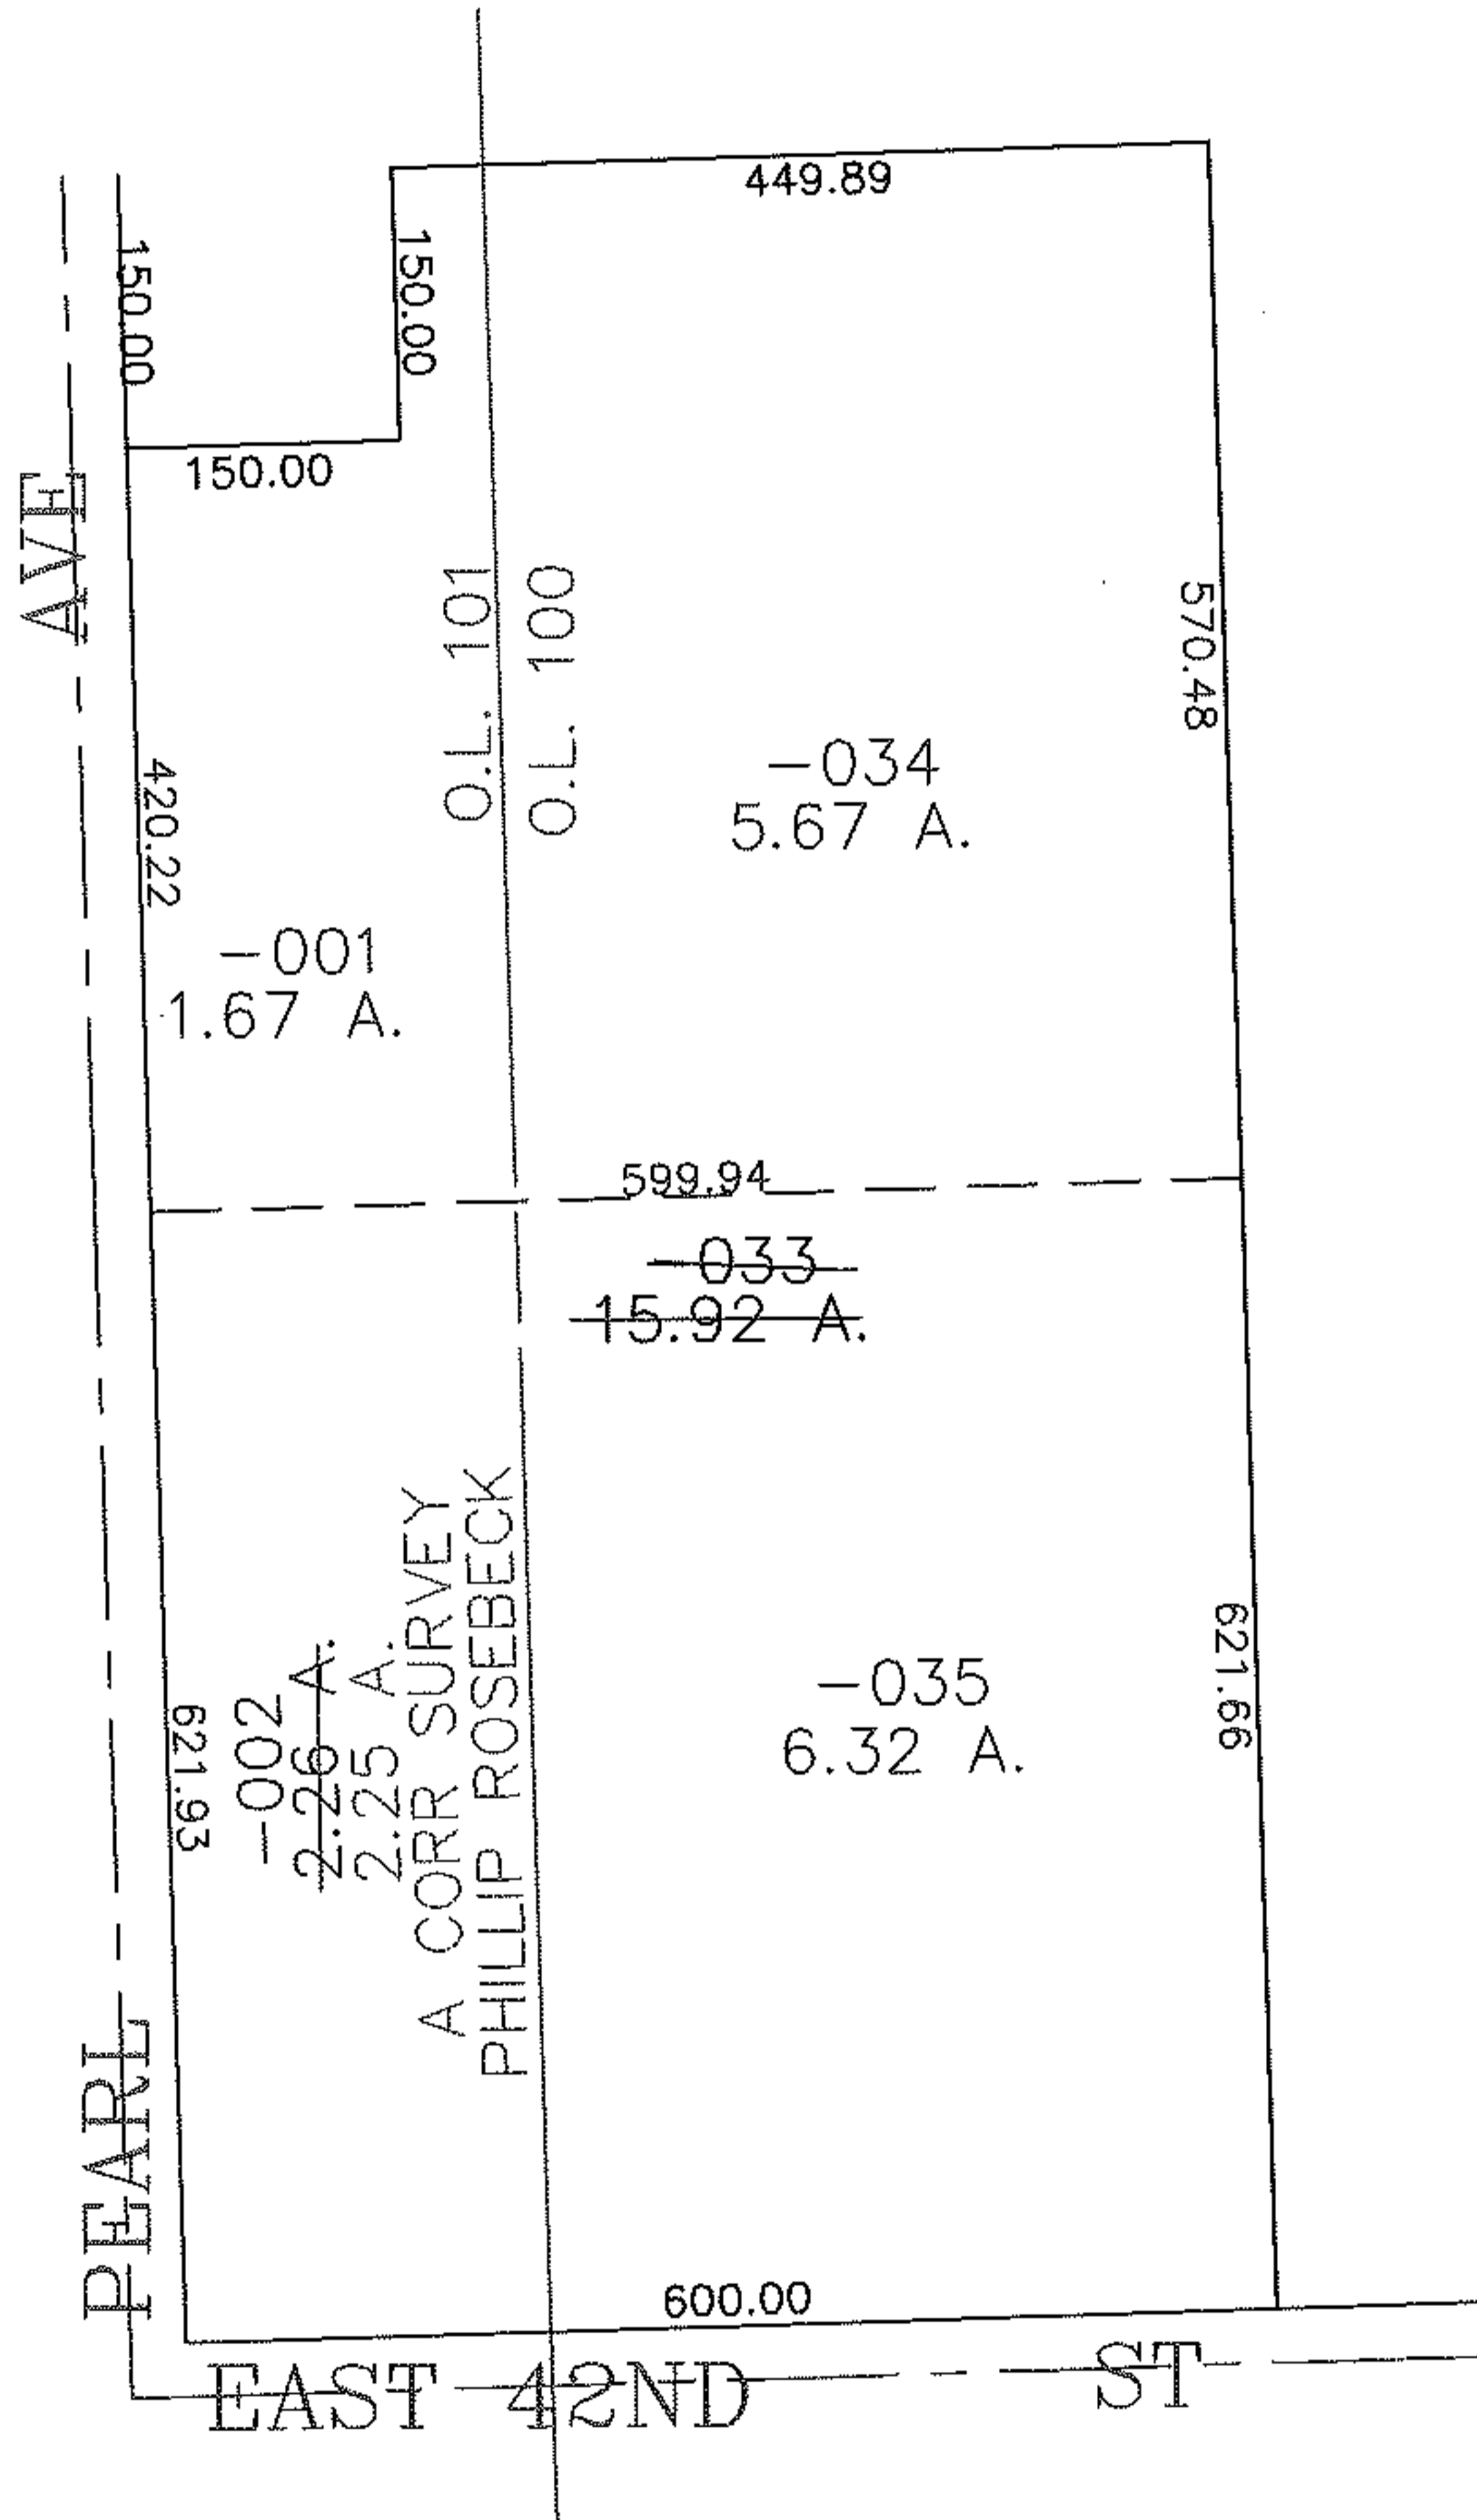 449.89
150.00
150.00
150.00
AVE
O.L. 101
O.L. 100
570.48
-034
5.67 A.
420.22
-001
1.67 A.
599.94
-033
15.92 A.
A CORR SURVEY
PHILLIP ROSEBECK
-002
2.26 A.
2.25 A.
621.93
621.66
-035
6.32 A.
PEARL
600.00
EAST 42ND ST